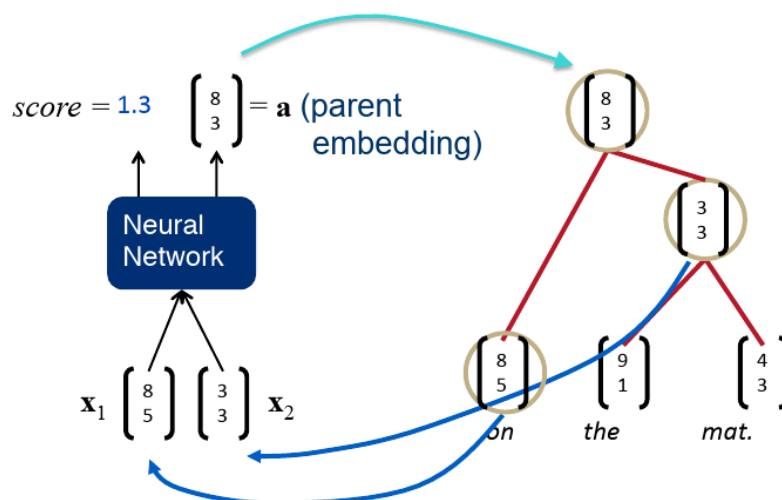 score = 1.3
8
3
= a (parent
embedding)
8
3
Neural
Network
3
3
x1
8
5
3
3
x2
8
5
9
1
4
3
on the mat.